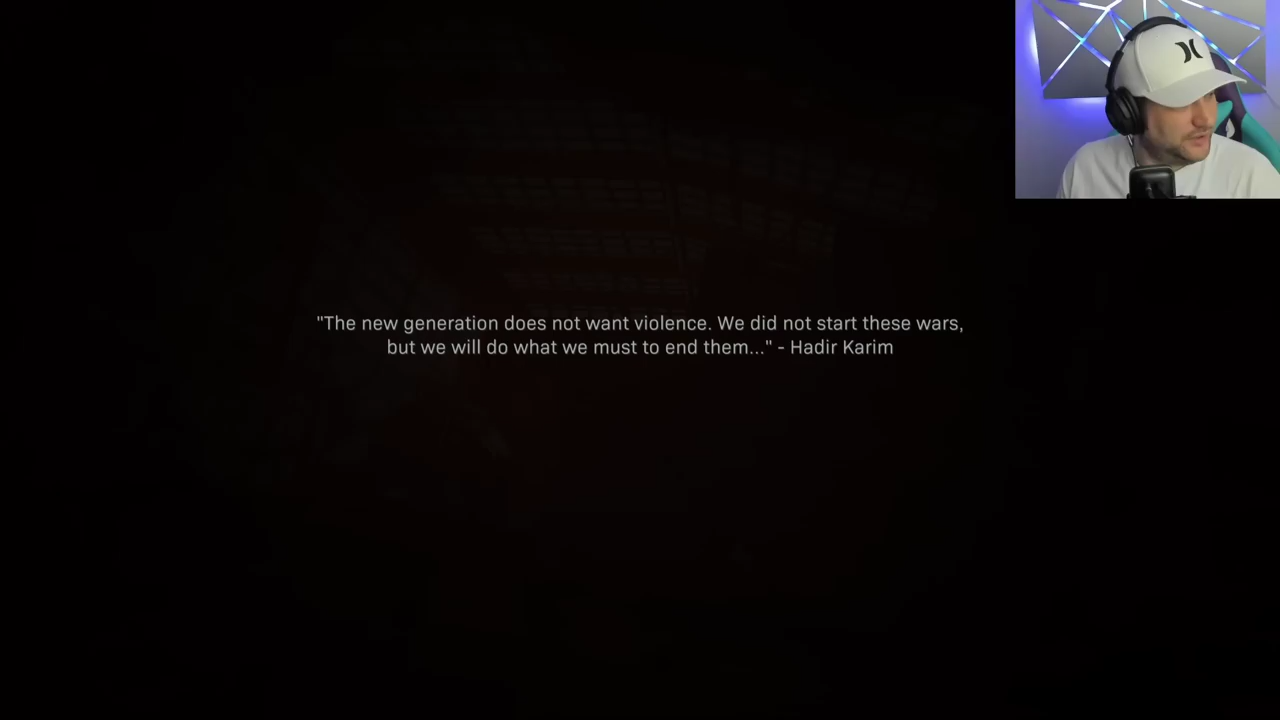 "The new generation does not want violence. We did not start these wars,
but we will do what we must to end them..." - Hadir Karim